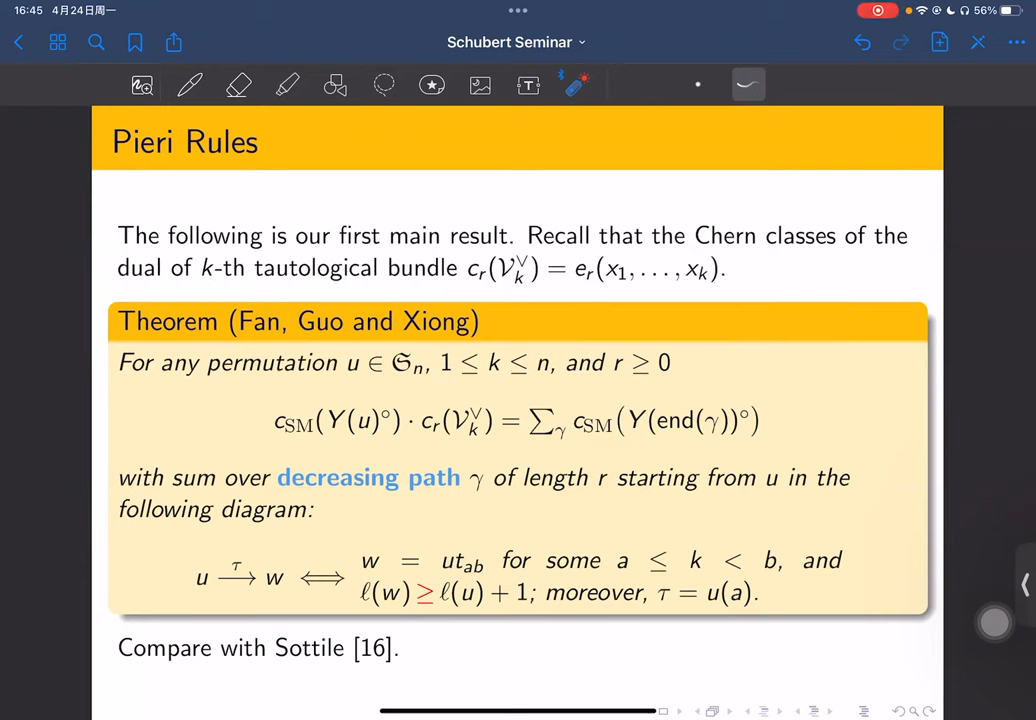 16:45 4月24日周一
56%
Schubert Seminar
Pieri Rules
The following is our first main result. Recall that the Chern classes of the
dual of k-th tautological bundle c_r(𝒱_k^∨) = e_r(x_1, …, x_k).
Theorem (Fan, Guo and Xiong)
For any permutation u ∈ 𝔖_n, 1 ≤ k ≤ n, and r ≥ 0
c_SM(Y(u)°) · c_r(𝒱_k^∨) = ∑_γ c_SM(Y(end(γ))°)
with sum over decreasing path γ of length r starting from u in the
following diagram:
u —τ→ w ⟺ w = ut_ab for some a ≤ k < b, and
ℓ(w) ≥ ℓ(u) + 1; moreover, τ = u(a).
Compare with Sottile [16].